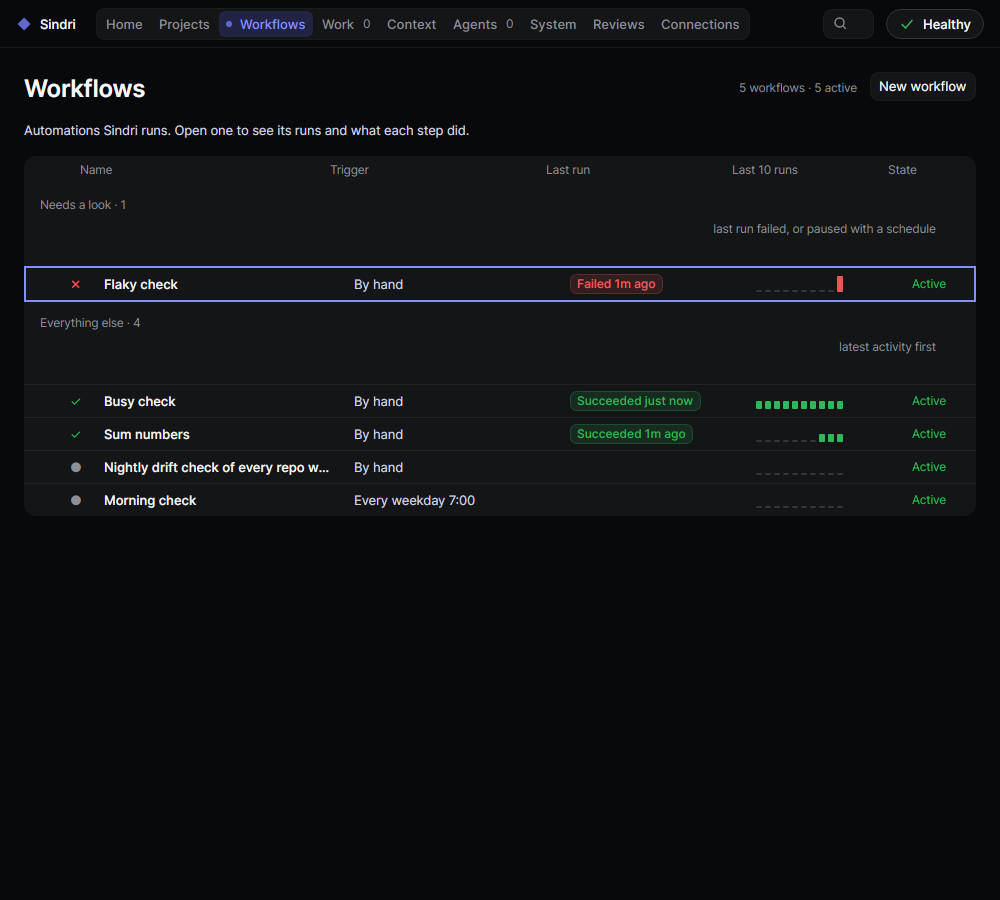 Sindri Home Projects Workflows Work 0 Context Agents 0 System Reviews Connections Healthy
Workflows 5 workflows · 5 active New workflow
Automations Sindri runs. Open one to see its runs and what each step did.
Name Trigger Last run Last 10 runs State
Needs a look · 1
last run failed, or paused with a schedule
Flaky check By hand Failed 1m ago Active
Everything else · 4
latest activity first
Busy check By hand Succeeded just now Active
Sum numbers By hand Succeeded 1m ago Active
Nightly drift check of every repo w... By hand Active
Morning check Every weekday 7:00 Active